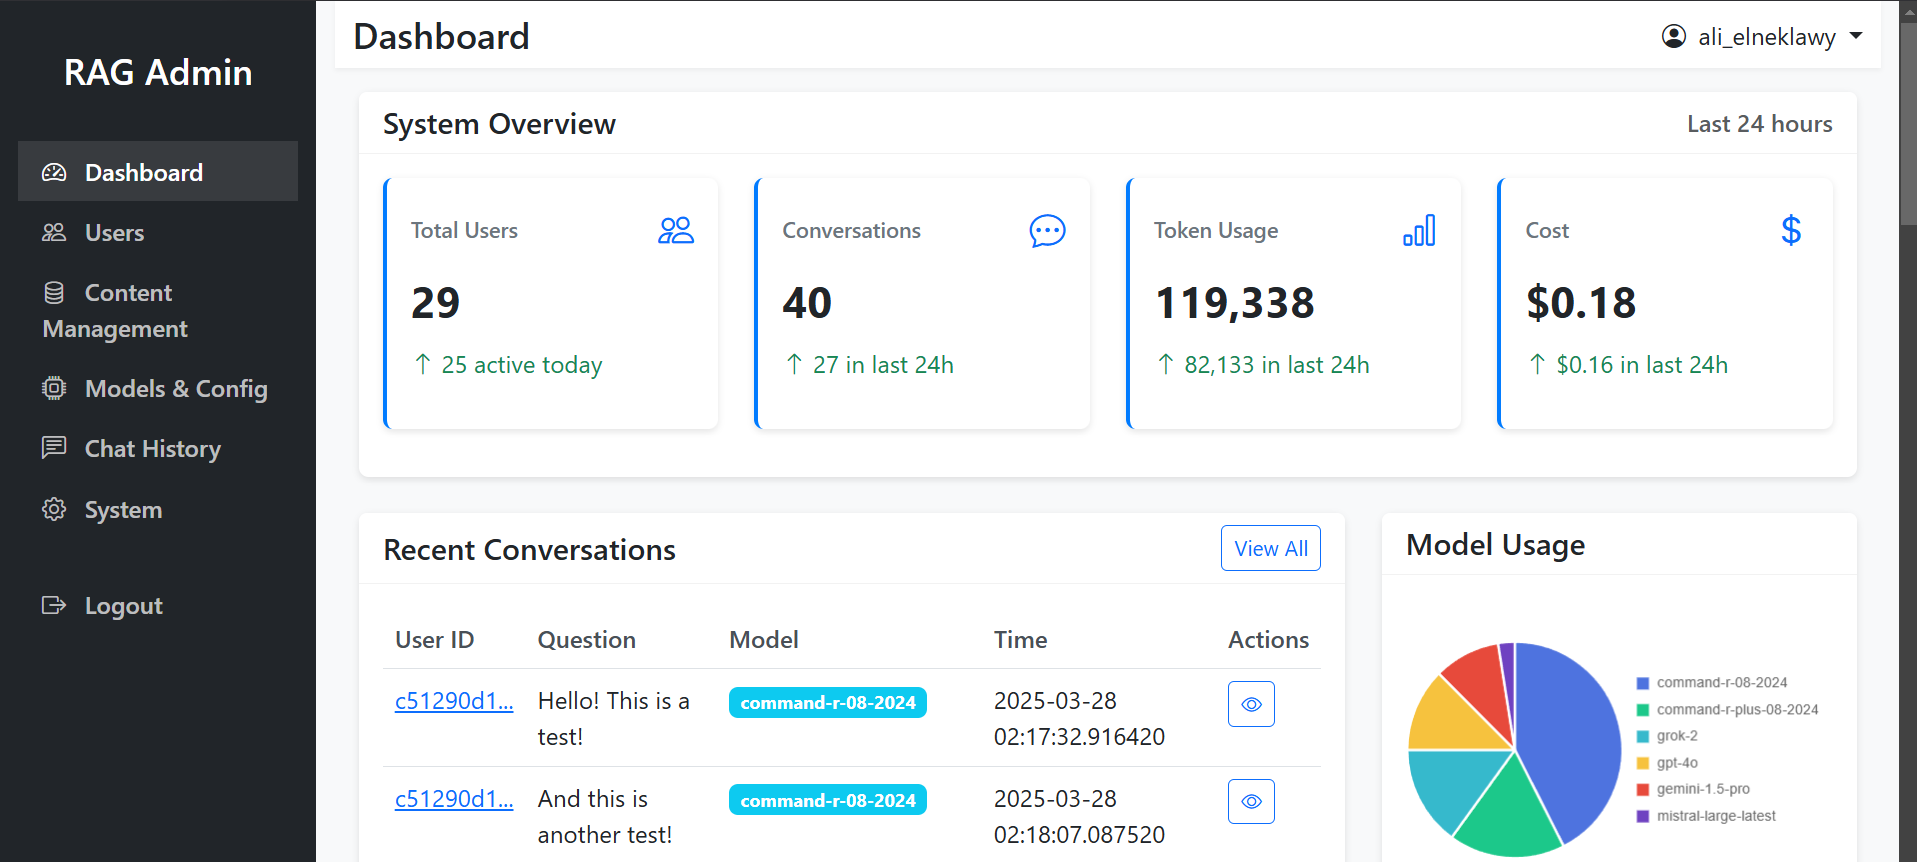 RAG Admin
Dashboard
Users
Content
Management
Models & Config
Chat History
System
Logout
Dashboard
ali_elneklawy
System Overview
Last 24 hours
Total Users
29
↑ 25 active today
Conversations
40
↑ 27 in last 24h
Token Usage
119,338
↑ 82,133 in last 24h
Cost
$
$0.18
↑ $0.16 in last 24h
Recent Conversations
View All
User ID Question Model Time Actions
c51290d1... Hello! This is a command-r-08-2024 2025-03-28
test! 02:17:32.916420
c51290d1... And this is command-r-08-2024 2025-03-28
another test! 02:18:07.087520
Model Usage
command-r-08-2024
command-r-plus-08-2024
grok-2
gpt-4o
gemini-1.5-pro
mistral-large-latest